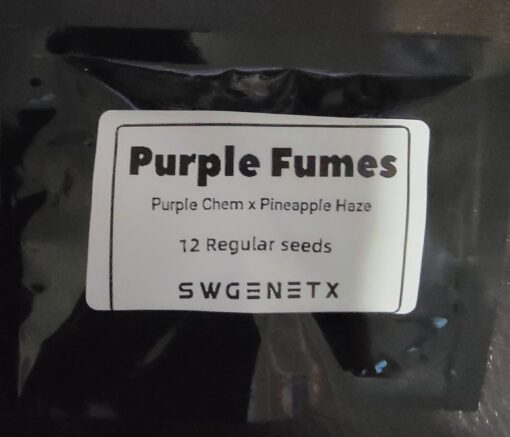 Purple Fumes
Purple Chem x Pineapple Haze
12 Regular seeds
SWGENETX